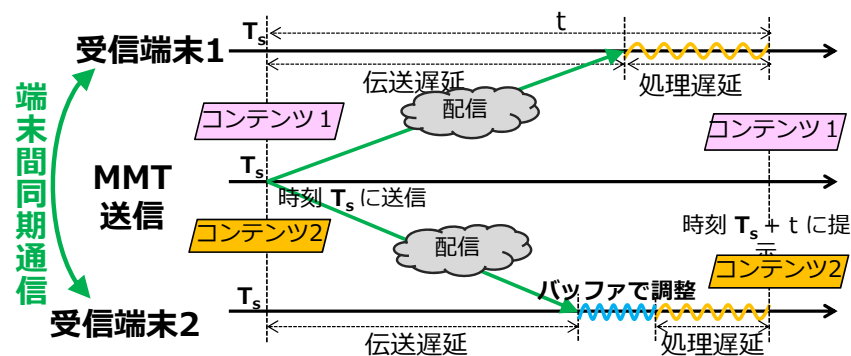 Ts
t
受信端末1
伝送遅延
処理遅延
配信
コンテンツ1
コンテンツ1
端末間同期通信
Ts
MMT
送信
時刻 Ts に送信
コンテンツ2
配信
時刻 Ts + t に提
示
コンテンツ2
バッファで調整
Ts
受信端末2
伝送遅延
処理遅延